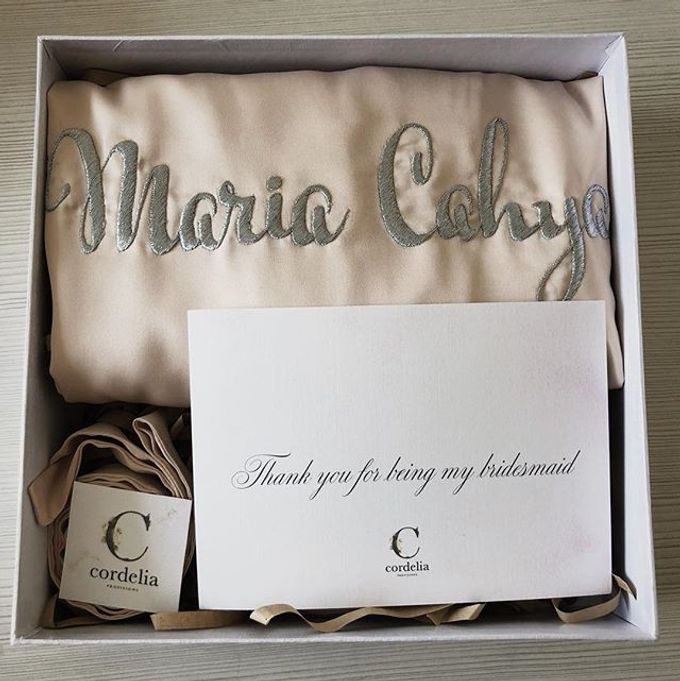 Maria Cahya
Thank you for being my bridesmaid
C
cordelia
C
cordelia